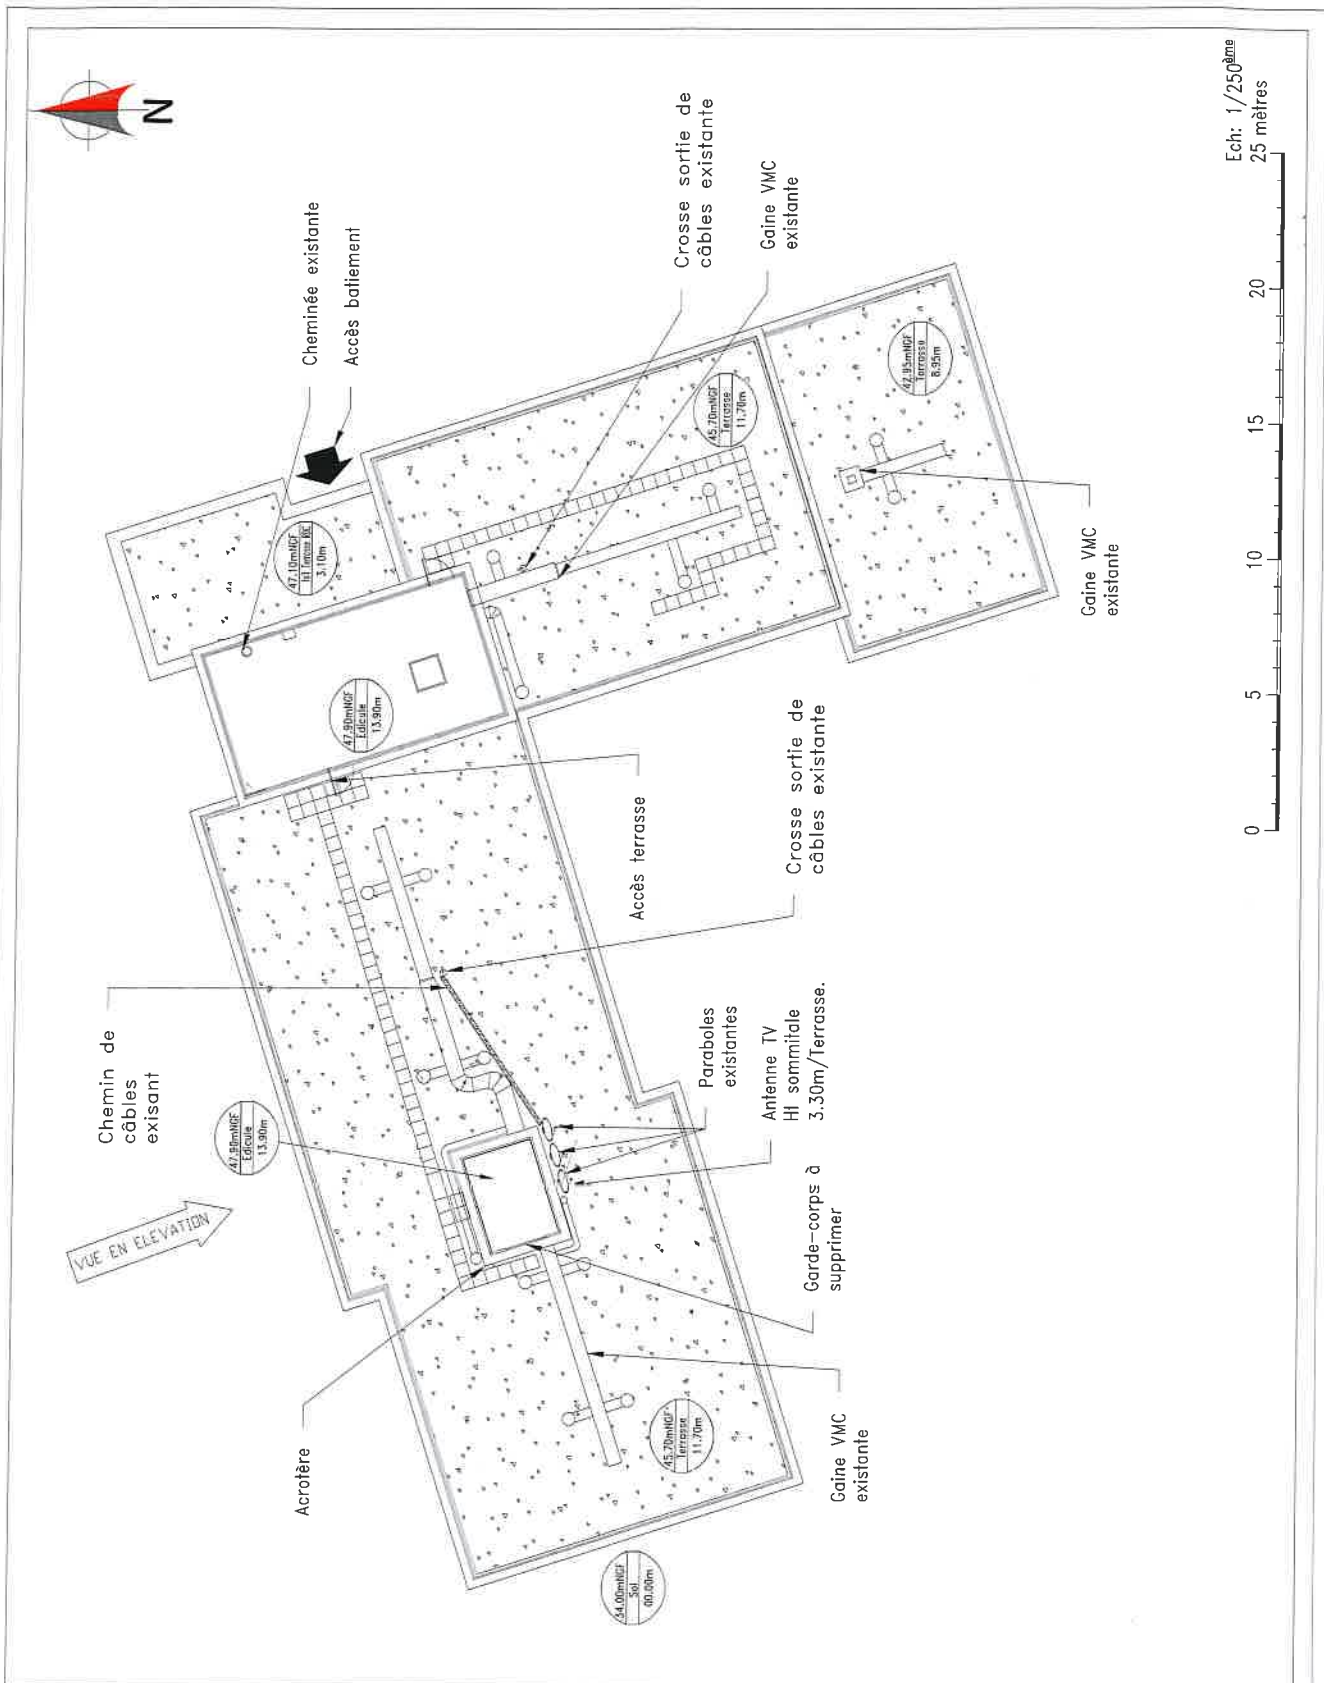 N
Ech: 1/250ème
25 mètres
0
5
10
15
20
Cheminée existante
Accès batiement
Crosse sortie de
câbles existante
Gaine VMC
existante
47.10mNGF
3.10m
45.70mNGF
Terrasse
11.70m
42.95mNGF
Terrasse
8.95m
47.90mNGF
Edicule
13.90m
Gaine VMC
existante
Accès terrasse
Crosse sortie de
câbles existante
Chemin de
câbles
exisant
47.90mNGF
Edicule
13.90m
VUE EN ELEVATION
Paraboles
existantes
Antenne TV
Ht sommitale
3.30m/Terrasse.
Garde-corps à
supprimer
Acrotère
45.70mNGF
Terrasse
11.70m
Gaine VMC
existante
34.00mNGF
Sol
00.00m